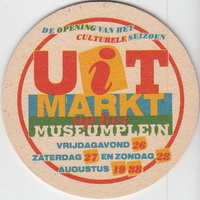 DE OPENING VAN HET
CULTURELE SEIZOEN
UiT
MARKT
op het
MUSEUMPLEIN
VRIJDAGAVOND 26
ZATERDAG 27 EN ZONDAG 28
AUGUSTUS 1988